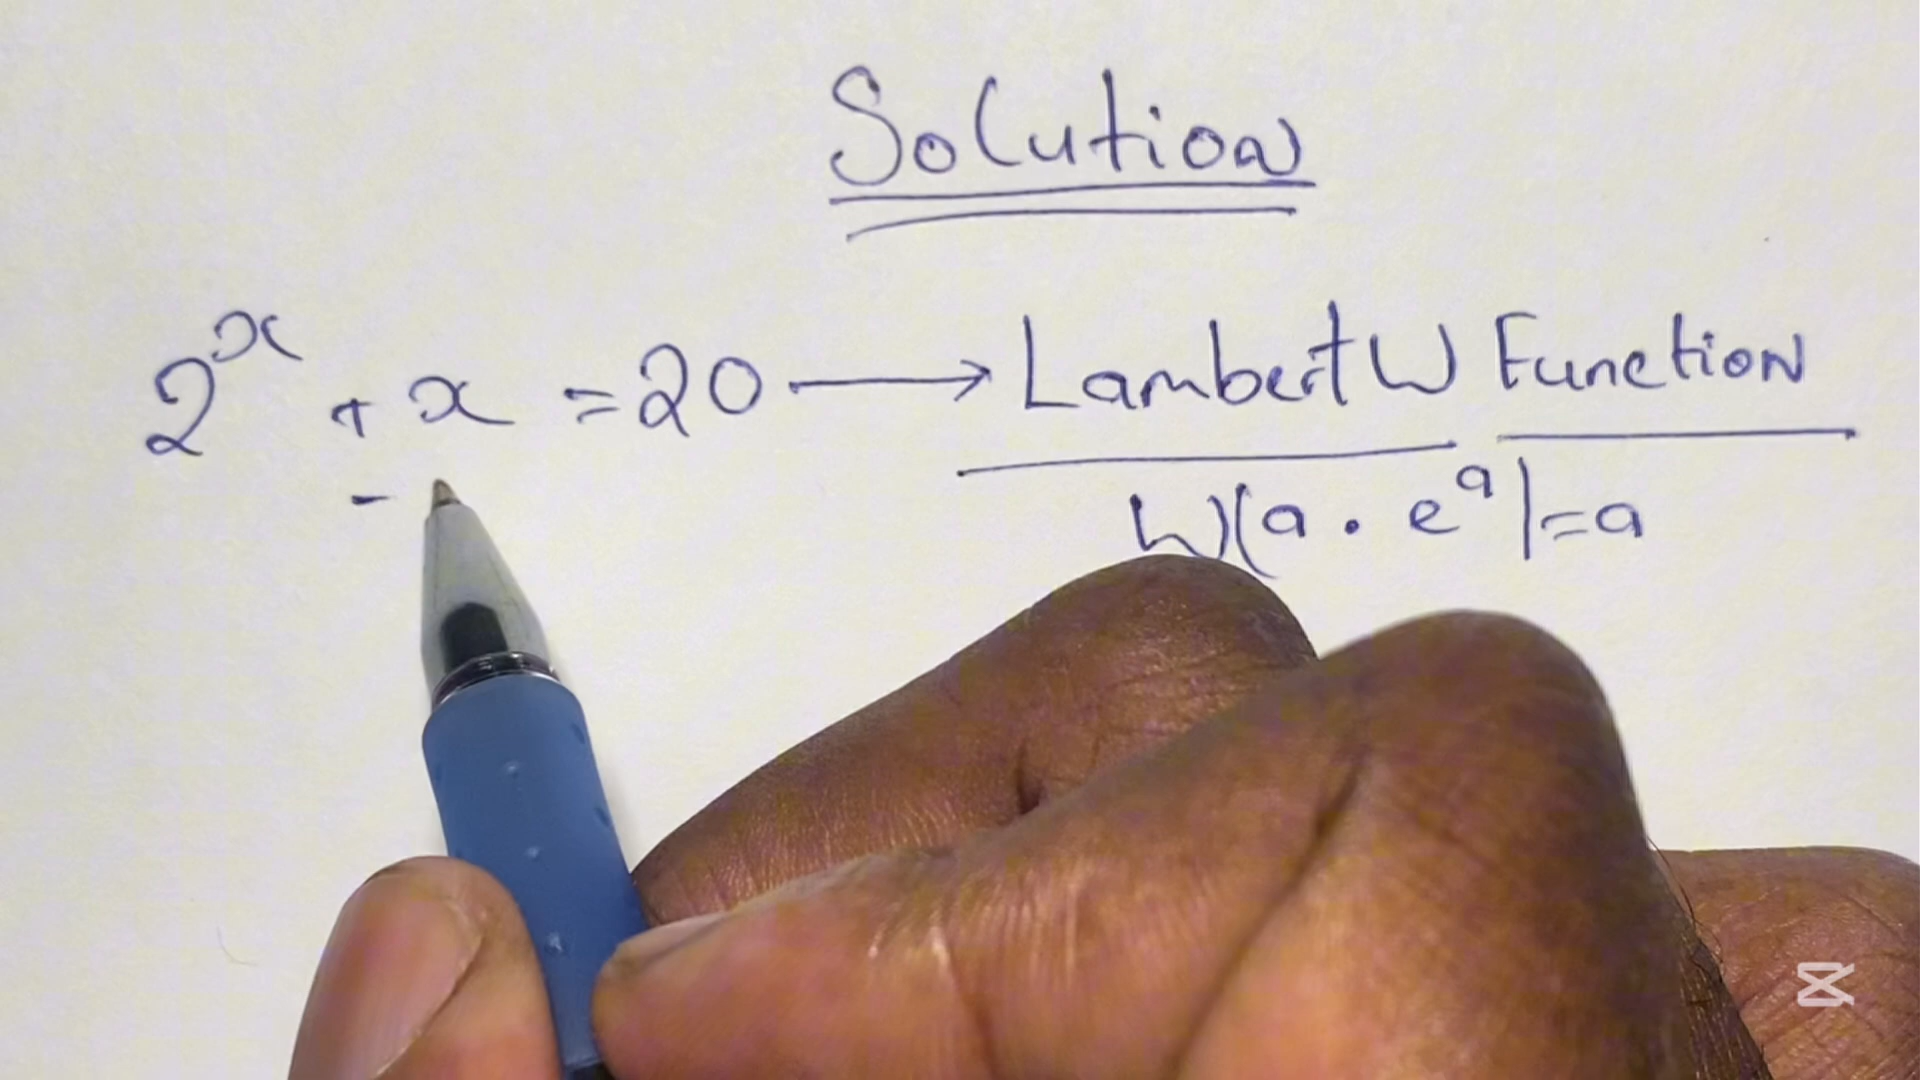 Solution
2^x + x = 20 → Lambert W Function
- W(a · e^a) = a